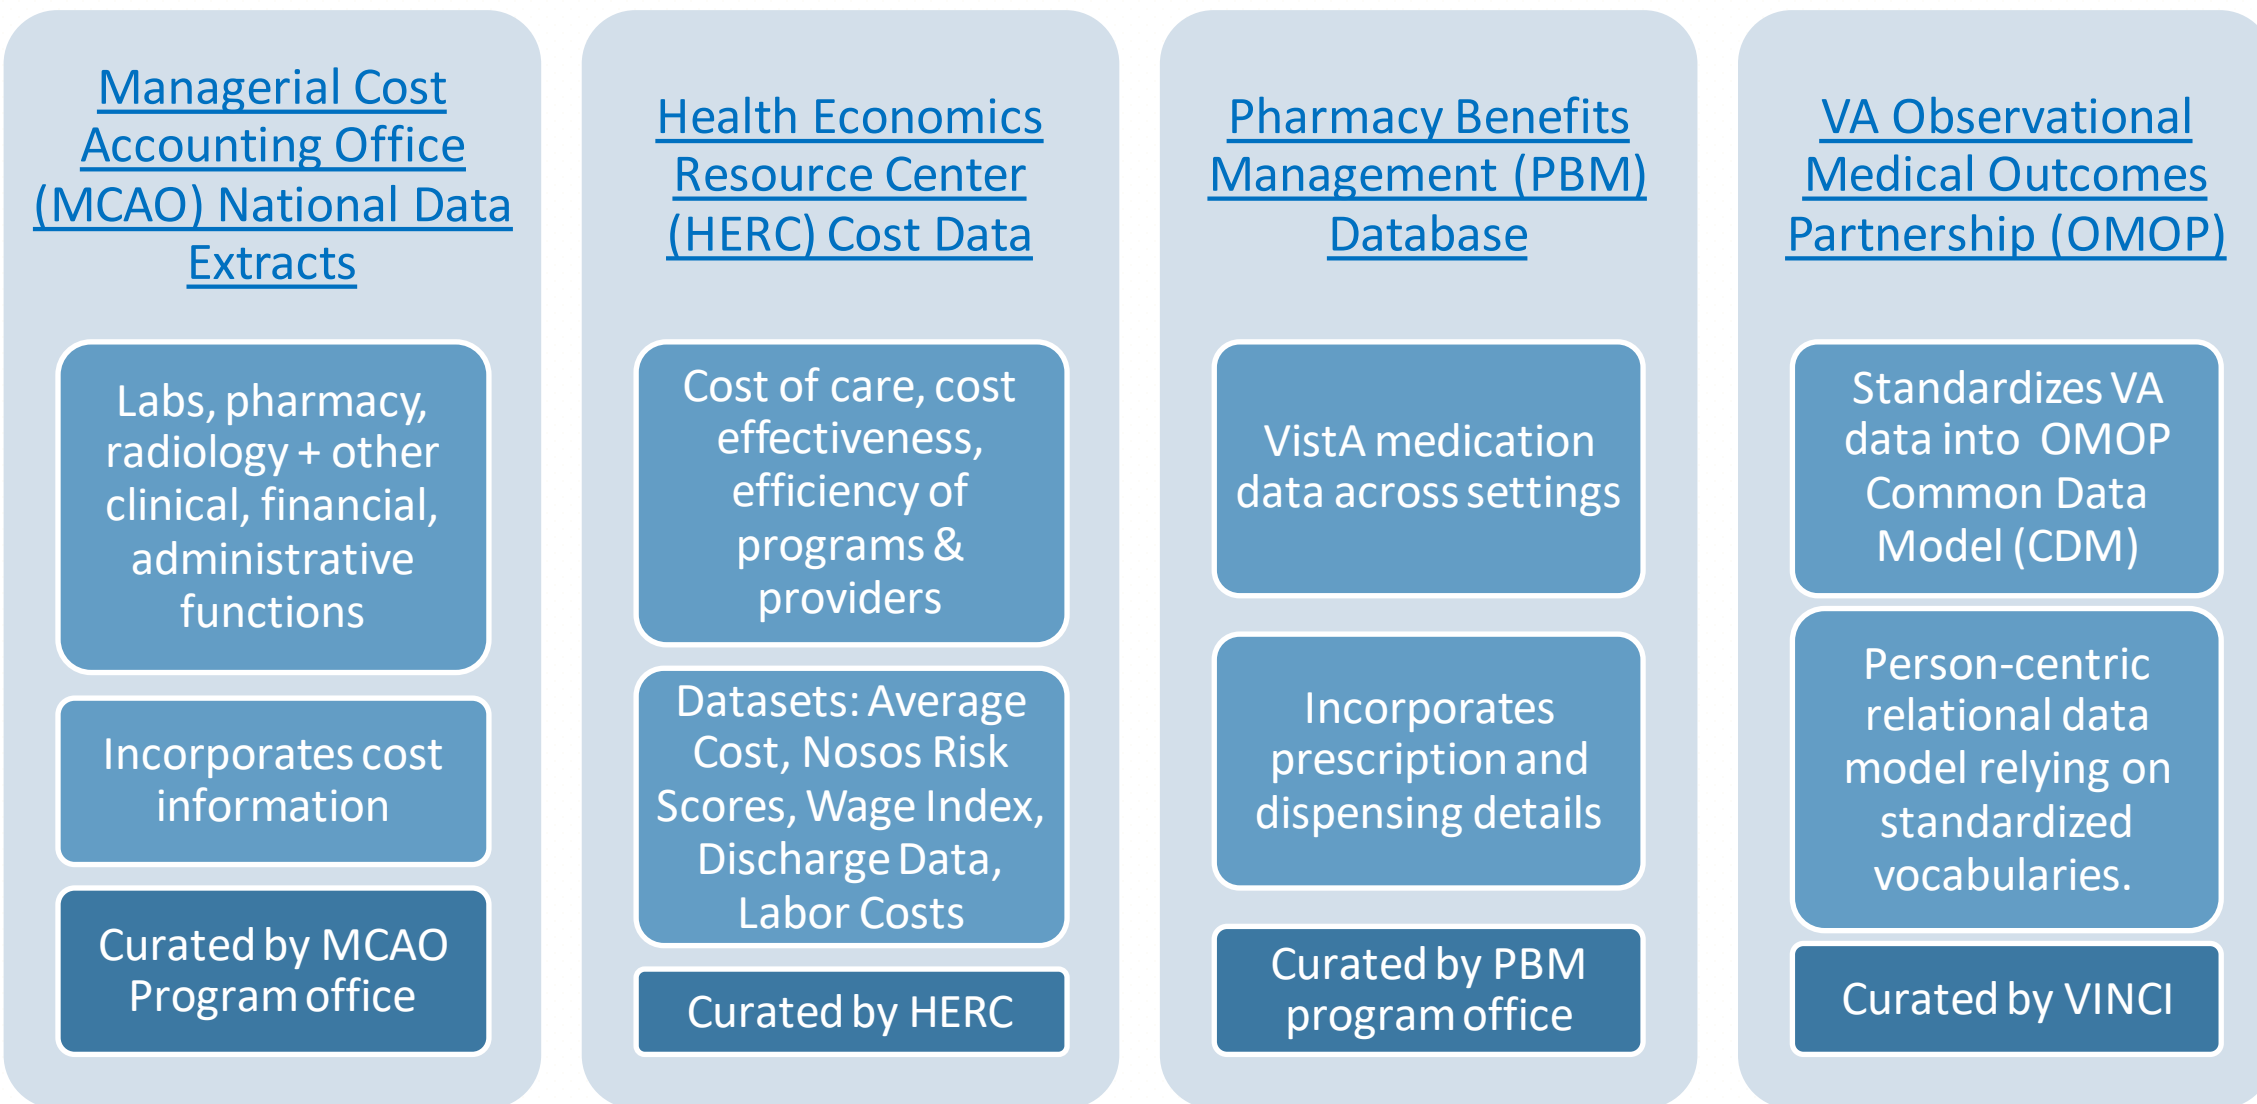 Managerial Cost
Accounting Office
(MCAO) National Data
Extracts
Labs, pharmacy,
radiology + other
clinical, financial,
administrative
functions
Incorporates cost
information
Curated by MCAO
Program office
Health Economics
Resource Center
(HERC) Cost Data
Cost of care, cost
effectiveness,
efficiency of
programs &
providers
Datasets: Average
Cost, Nosos Risk
Scores, Wage Index,
Discharge Data,
Labor Costs
Curated by HERC
Pharmacy Benefits
Management (PBM)
Database
VistA medication
data across settings
Incorporates
prescription and
dispensing details
Curated by PBM
program office
VA Observational
Medical Outcomes
Partnership (OMOP)
Standardizes VA
data into OMOP
Common Data
Model (CDM)
Person-centric
relational data
model relying on
standardized
vocabularies.
Curated by VINCI